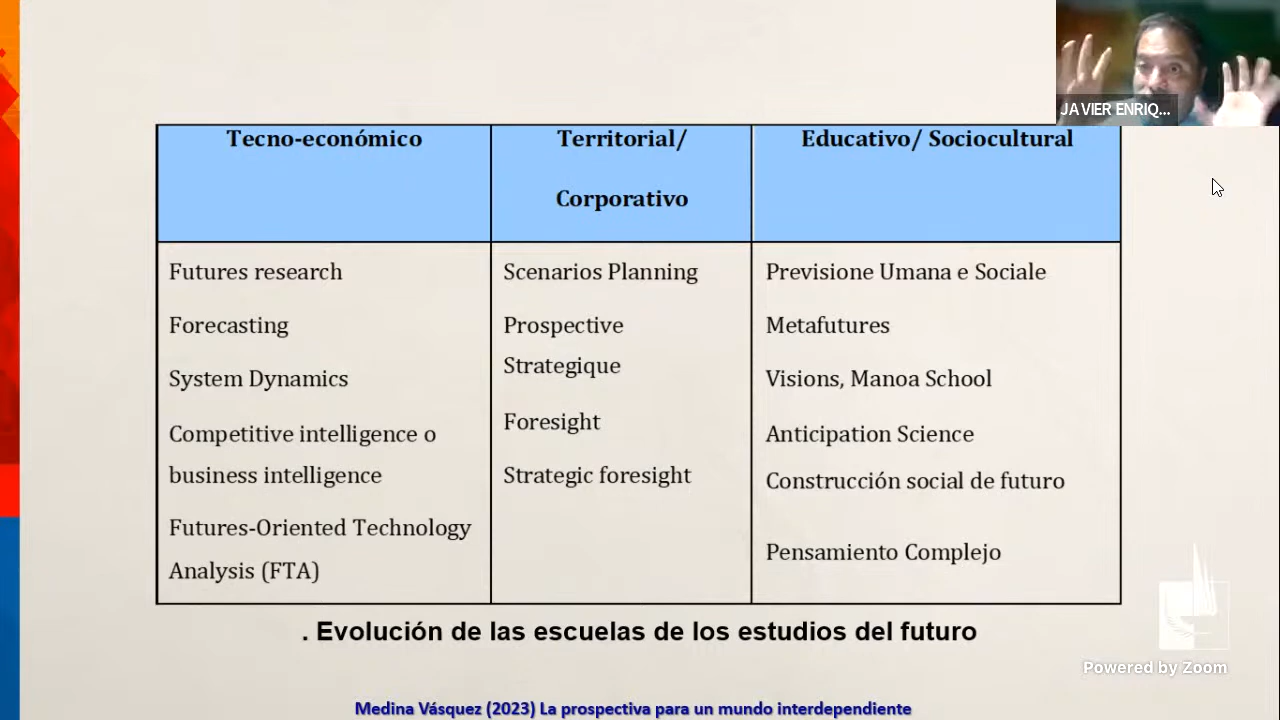 JAVIER ENRIQ...
Tecno-económico
Territorial/
Corporativo
Educativo/ Sociocultural
Futures research
Forecasting
System Dynamics
Competitive intelligence o
business intelligence
Futures-Oriented Technology
Analysis (FTA)
Scenarios Planning
Prospective
Strategique
Foresight
Strategic foresight
Previsione Umana e Sociale
Metafutures
Visions, Manoa School
Anticipation Science
Construcción social de futuro
Pensamiento Complejo
. Evolución de las escuelas de los estudios del futuro
Powered by Zoom
Medina Vásquez (2023) La prospectiva para un mundo interdependiente